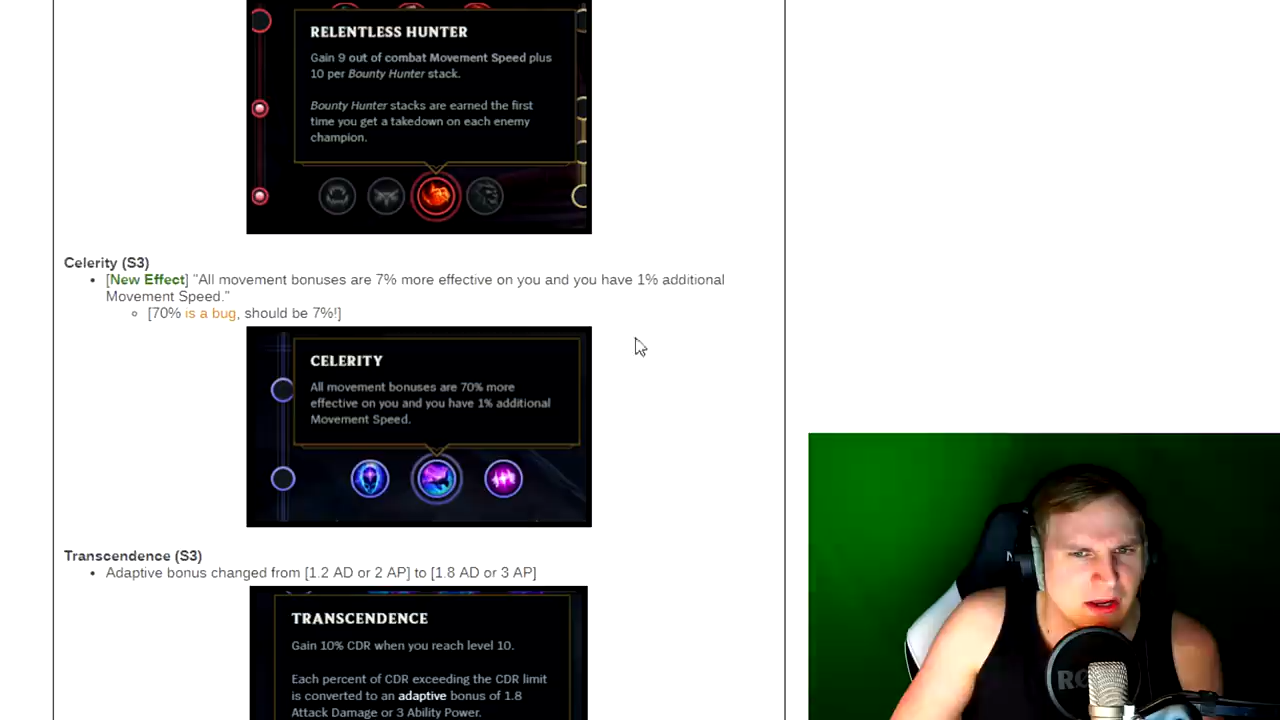 RELENTLESS HUNTER
Gain 9 out of combat Movement Speed plus
10 per Bounty Hunter stack.
Bounty Hunter stacks are earned the first
time you get a takedown on each enemy
champion.
Celerity (S3)
• [New Effect] "All movement bonuses are 7% more effective on you and you have 1% additional
Movement Speed."
◦ [70% is a bug, should be 7%!]
CELERITY
All movement bonuses are 70% more
effective on you and you have 1% additional
Movement Speed.
Transcendence (S3)
• Adaptive bonus changed from [1.2 AD or 2 AP] to [1.8 AD or 3 AP]
TRANSCENDENCE
Gain 10% CDR when you reach level 10.
Each percent of CDR exceeding the CDR limit
is converted to an adaptive bonus of 1.8
Attack Damage or 3 Ability Power.